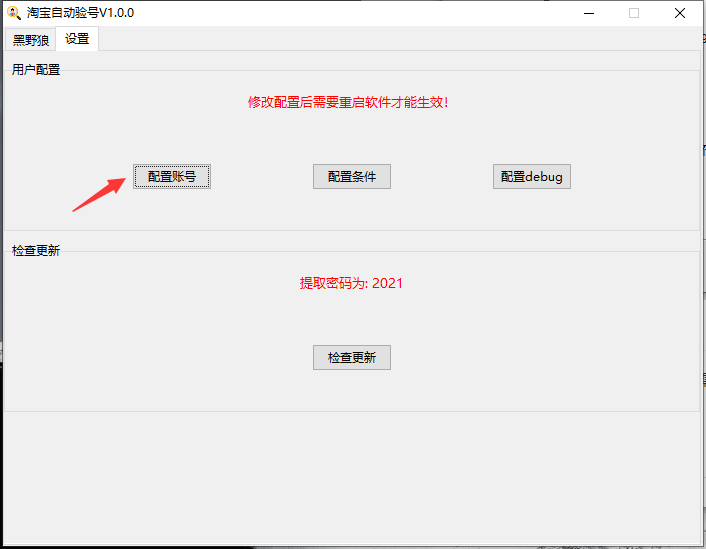 淘宝自动验号V1.0.0
黑野狼 设置
用户配置
修改配置后需要重启软件才能生效!
配置账号 配置条件 配置debug
检查更新
提取密码为: 2021
检查更新